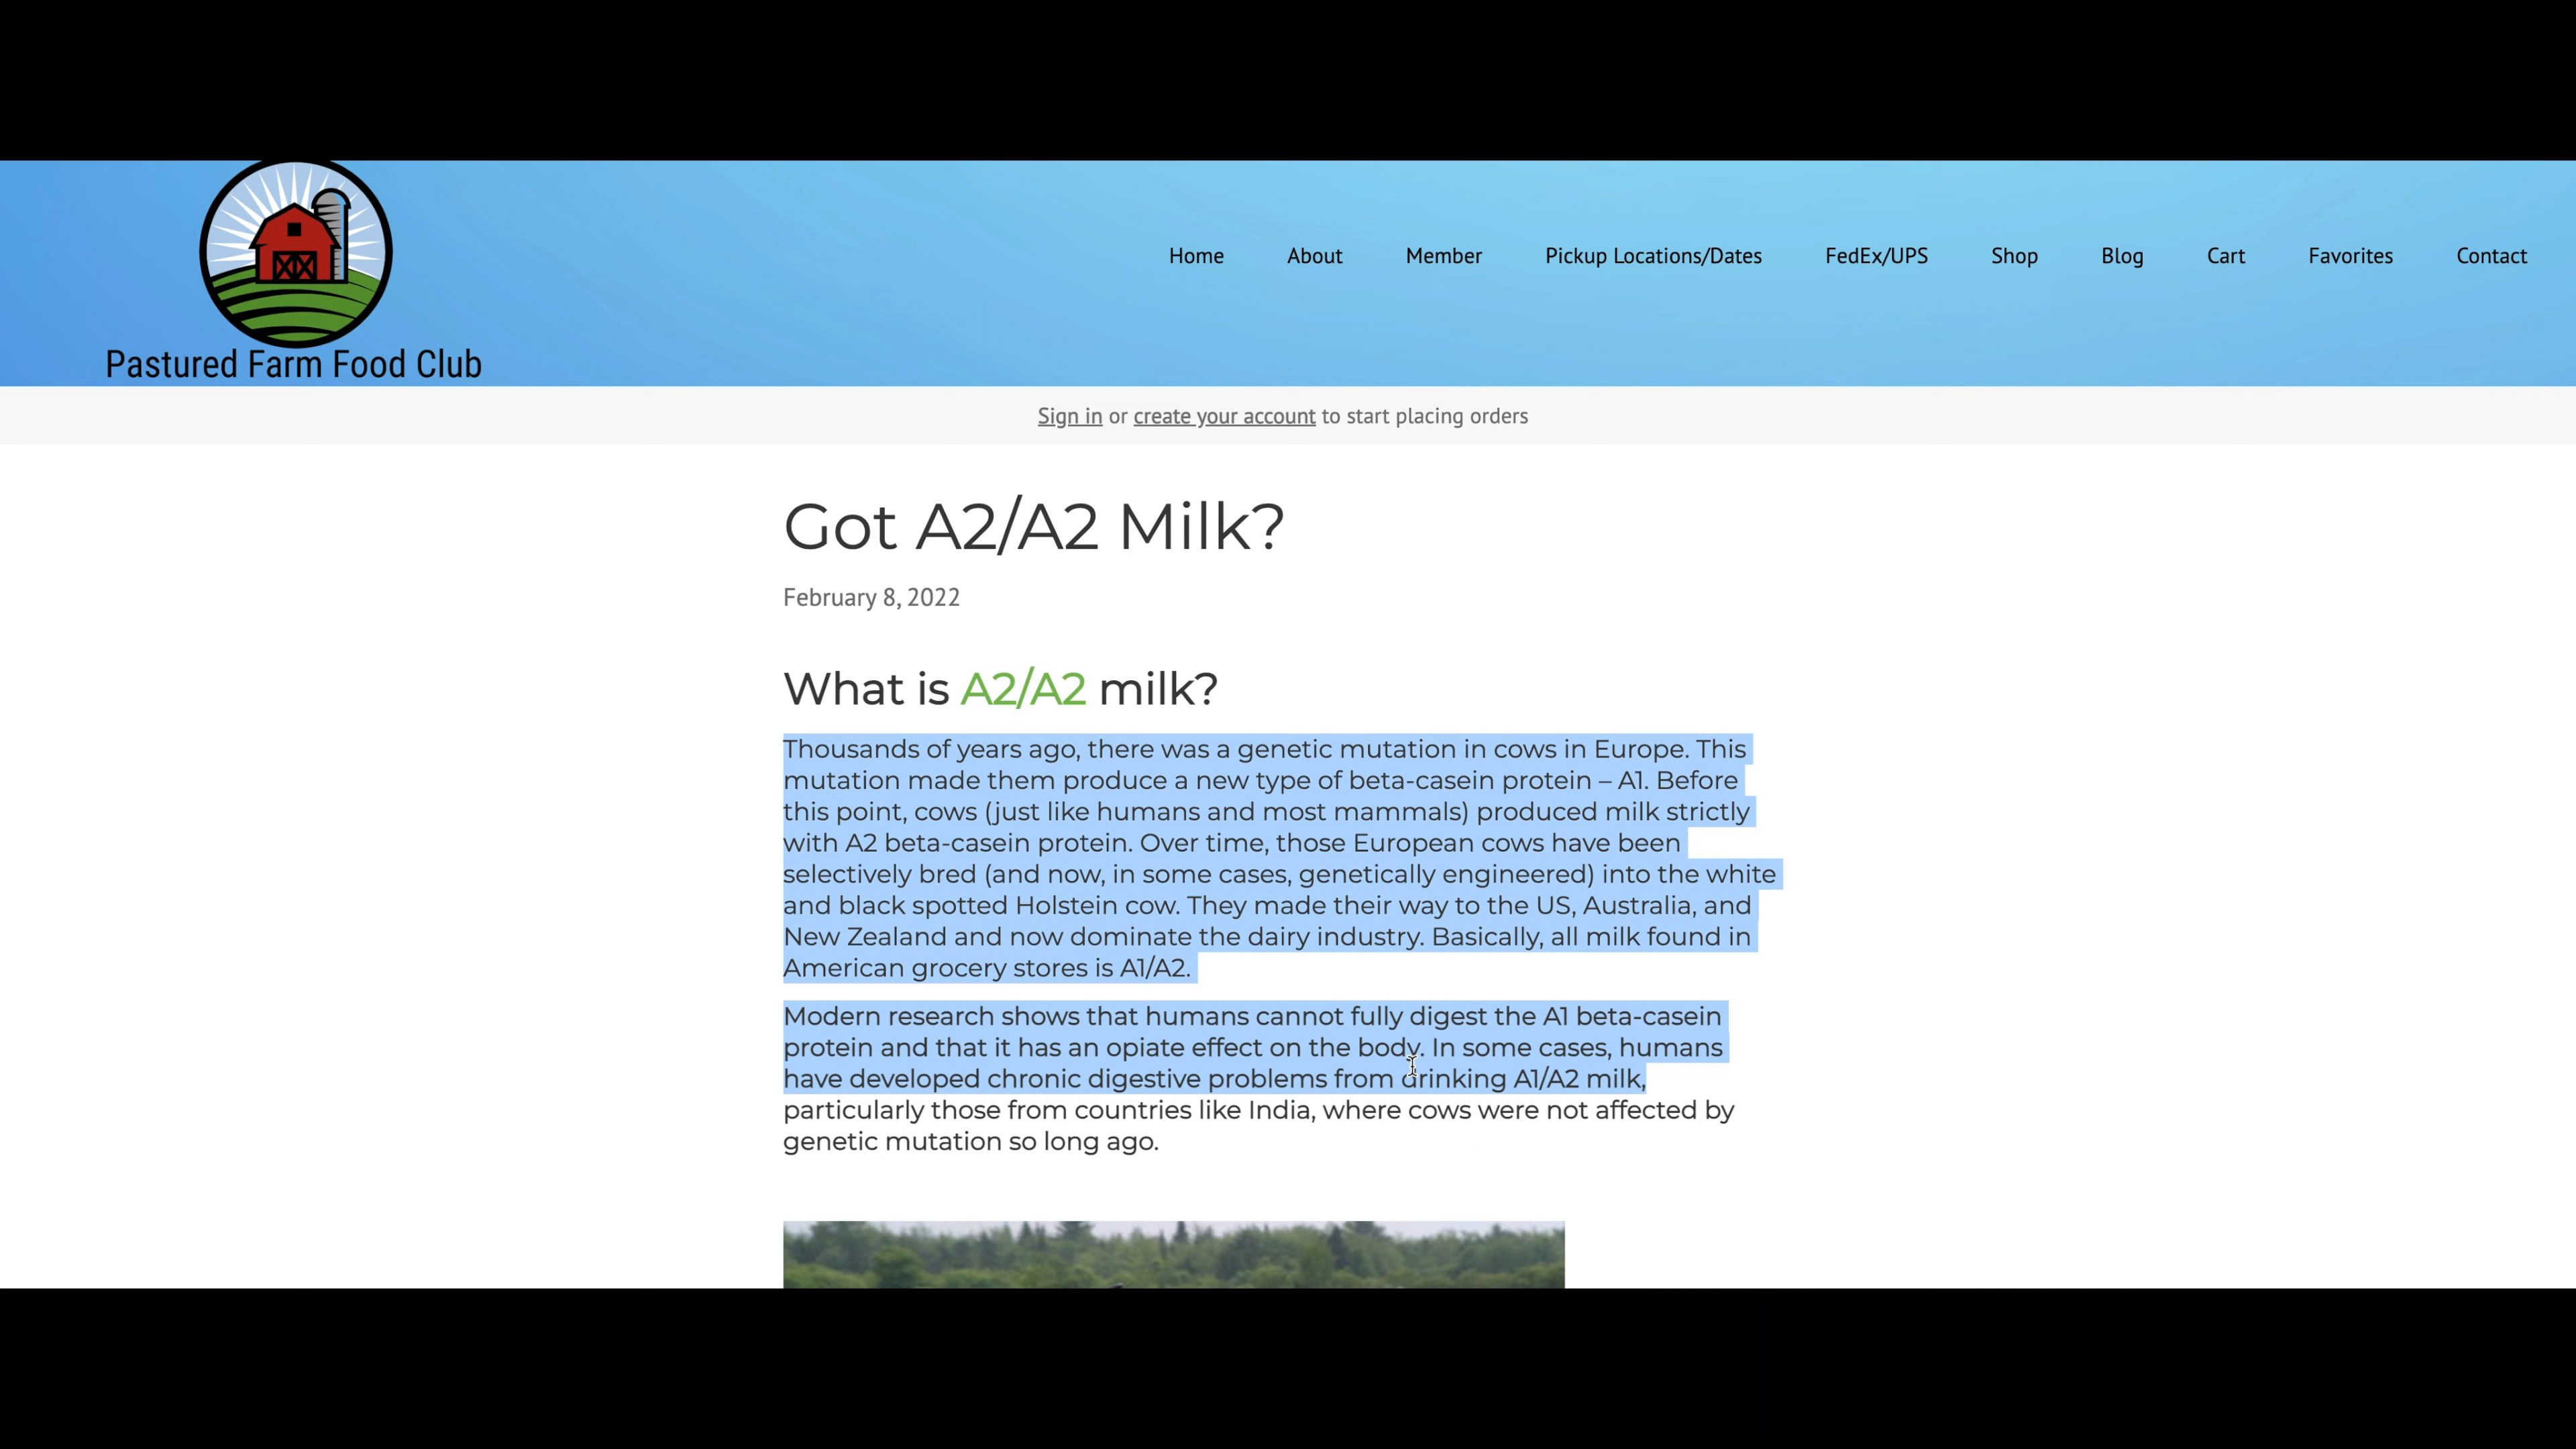 Pastured Farm Food Club
Home About Member Pickup Locations/Dates FedEx/UPS Shop Blog Cart Favorites Contact
Sign in or create your account to start placing orders
Got A2/A2 Milk?
February 8, 2022
What is A2/A2 milk?
Thousands of years ago, there was a genetic mutation in cows in Europe. This
mutation made them produce a new type of beta-casein protein – A1. Before
this point, cows (just like humans and most mammals) produced milk strictly
with A2 beta-casein protein. Over time, those European cows have been
selectively bred (and now, in some cases, genetically engineered) into the white
and black spotted Holstein cow. They made their way to the US, Australia, and
New Zealand and now dominate the dairy industry. Basically, all milk found in
American grocery stores is A1/A2.
Modern research shows that humans cannot fully digest the A1 beta-casein
protein and that it has an opiate effect on the body. In some cases, humans
have developed chronic digestive problems from drinking A1/A2 milk,
particularly those from countries like India, where cows were not affected by
genetic mutation so long ago.